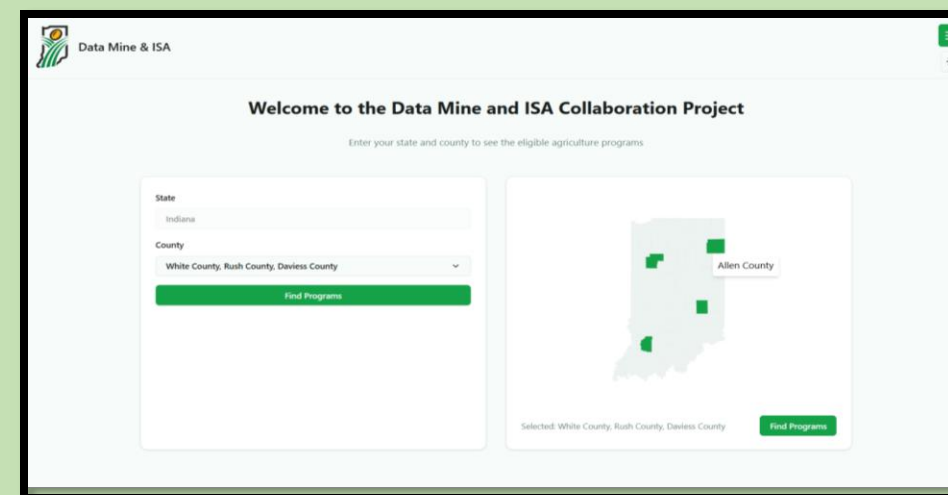 Data Mine & ISA
Welcome to the Data Mine and ISA Collaboration Project
Enter your state and county to see the eligible agriculture programs
State
Indiana
County
White County, Rush County, Daviess County
Find Programs
Allen County
Selected: White County, Rush County, Daviess County
Find Programs